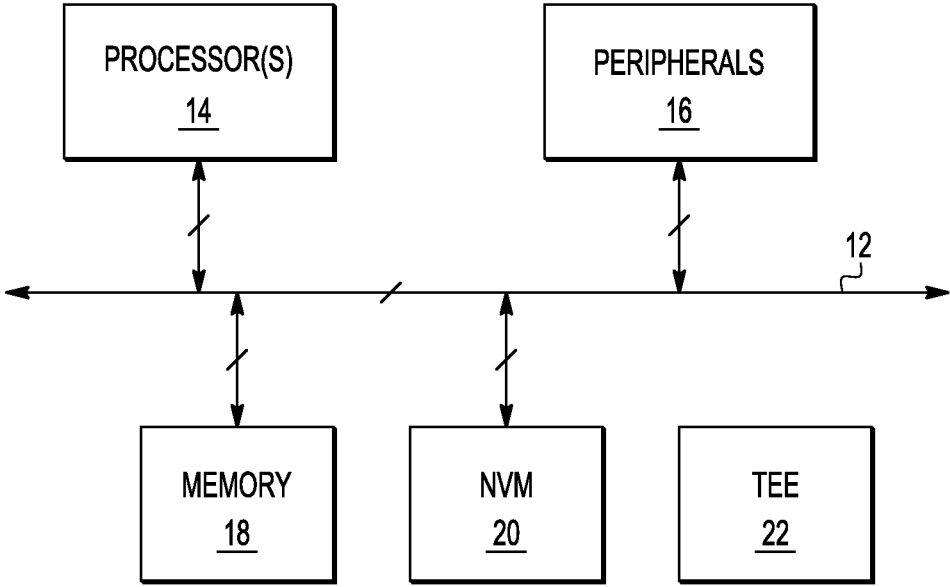 PROCESSOR(S)
14
PERIPHERALS
16
12
MEMORY
18
NVM
20
TEE
22